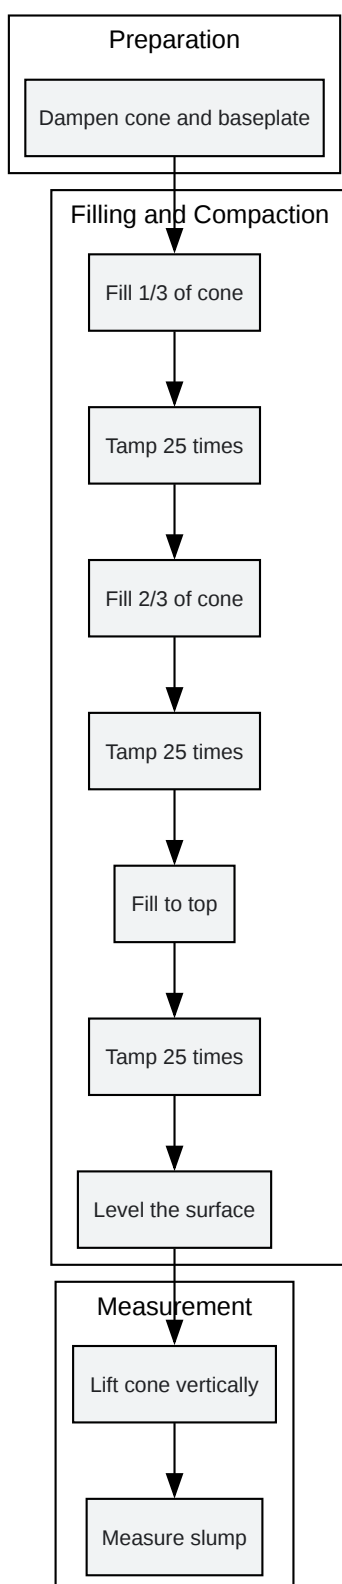 Preparation
Dampen cone and baseplate
Filling and Compaction
Fill 1/3 of cone
Tamp 25 times
Fill 2/3 of cone
Tamp 25 times
Fill to top
Tamp 25 times
Level the surface
Measurement
Lift cone vertically
Measure slump